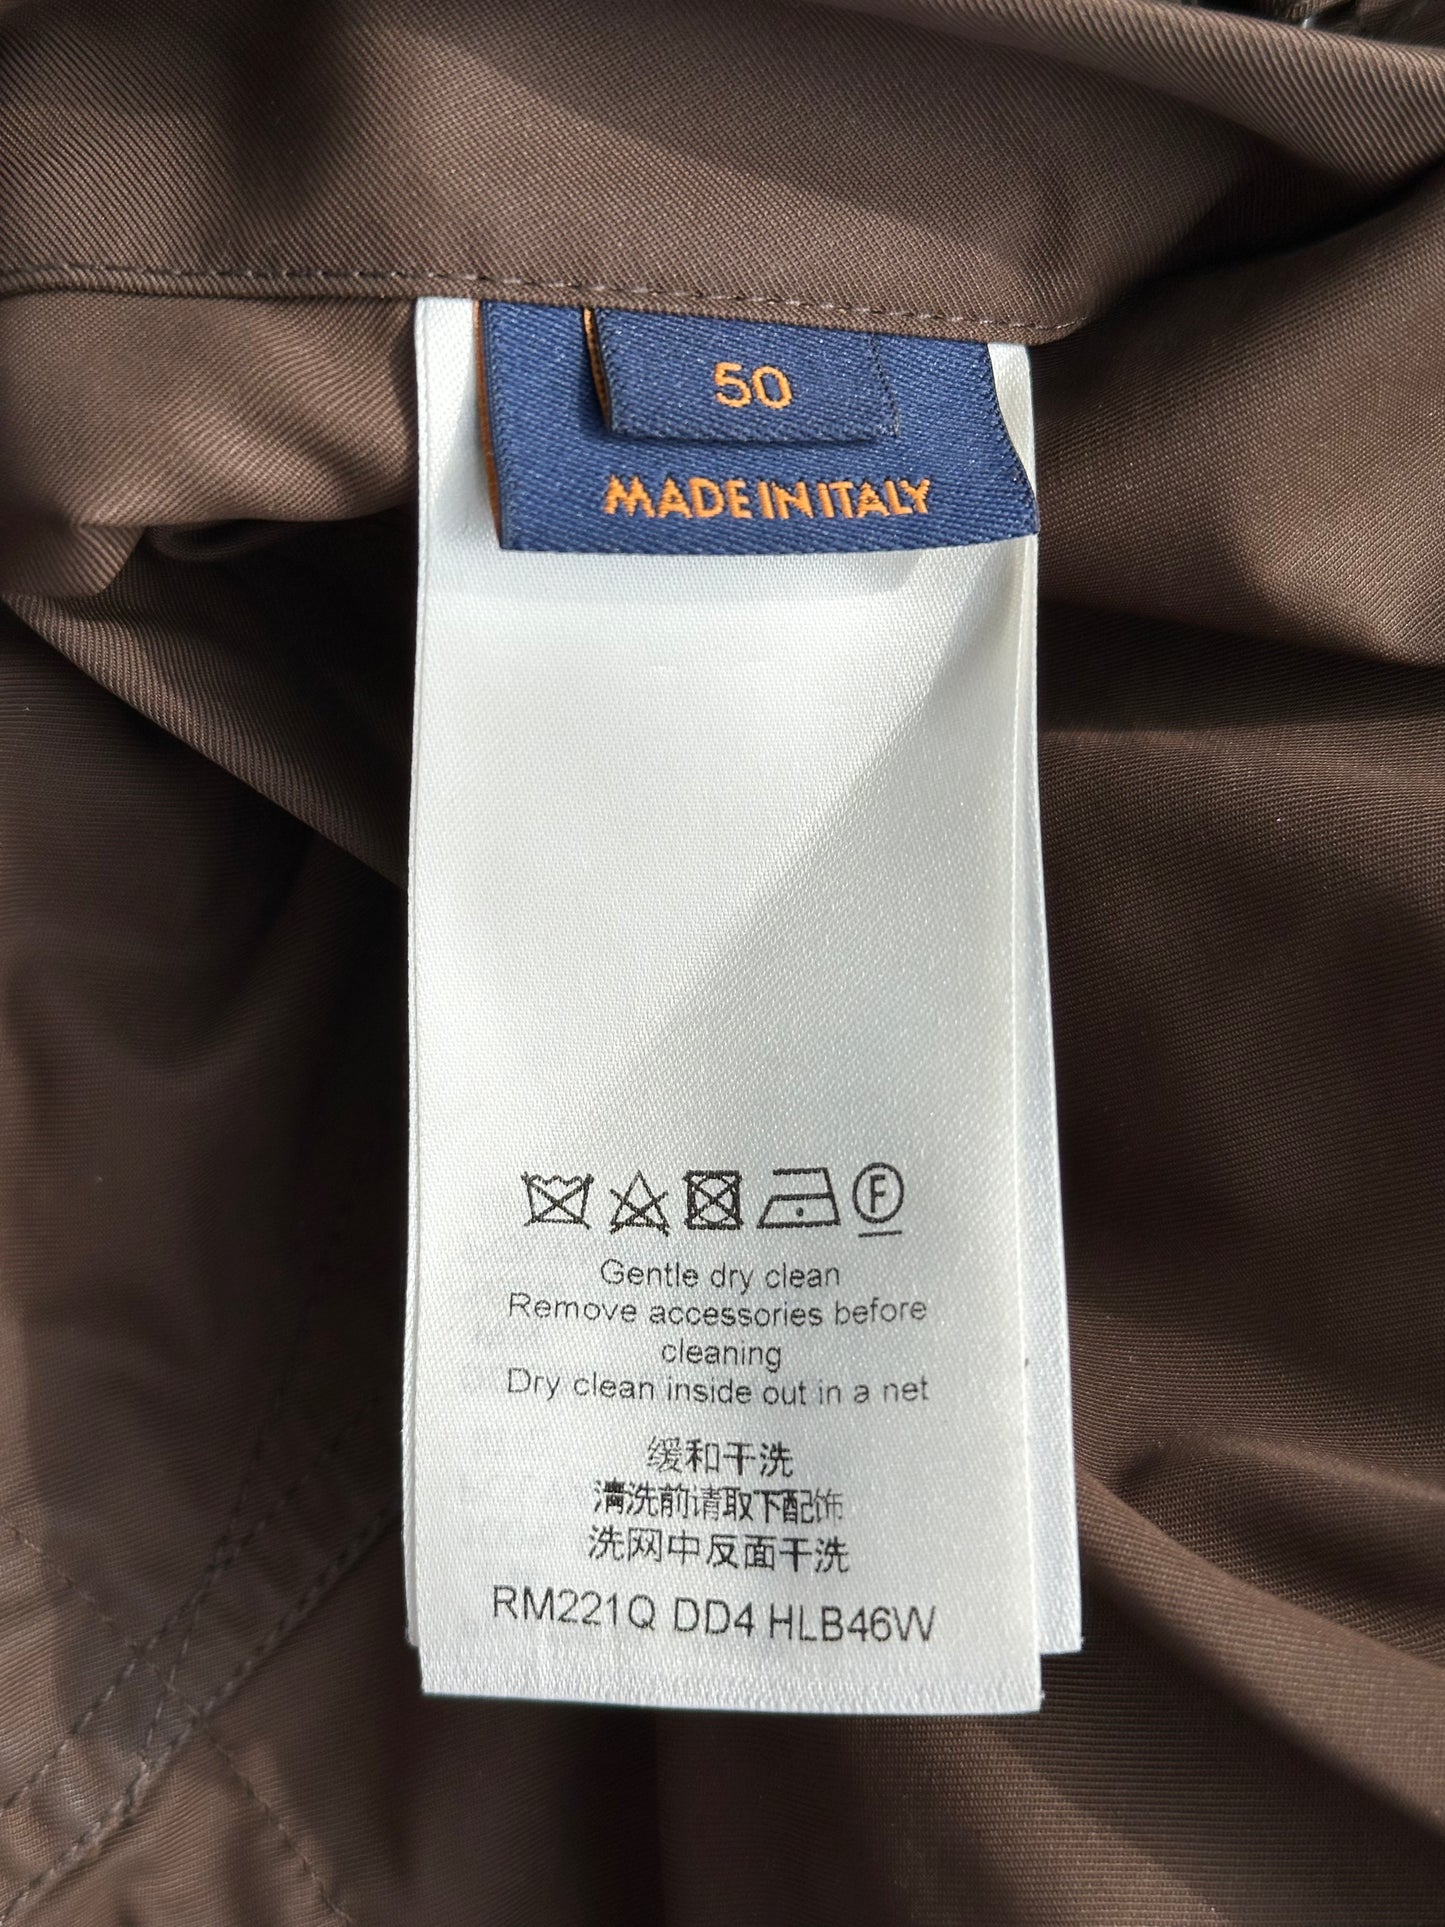 50
MADE IN ITALY
F
Gentle dry clean
Remove accessories before
cleaning
Dry clean inside out in a net
缓和干洗
清洗前请取下配饰
洗网中反面干洗
RM221Q DD4 HLB46W